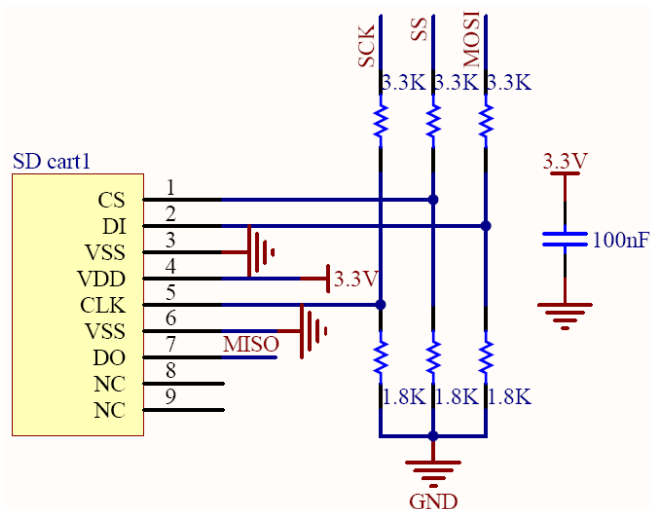 SCK SS MOSI
3.3K 3.3K 3.3K
SD cart1
CS 1
DI 2
VSS 3
VDD 4 3.3V
CLK 5
VSS 6
DO 7 MISO
NC 8
NC 9
1.8K 1.8K 1.8K
GND
3.3V
100nF